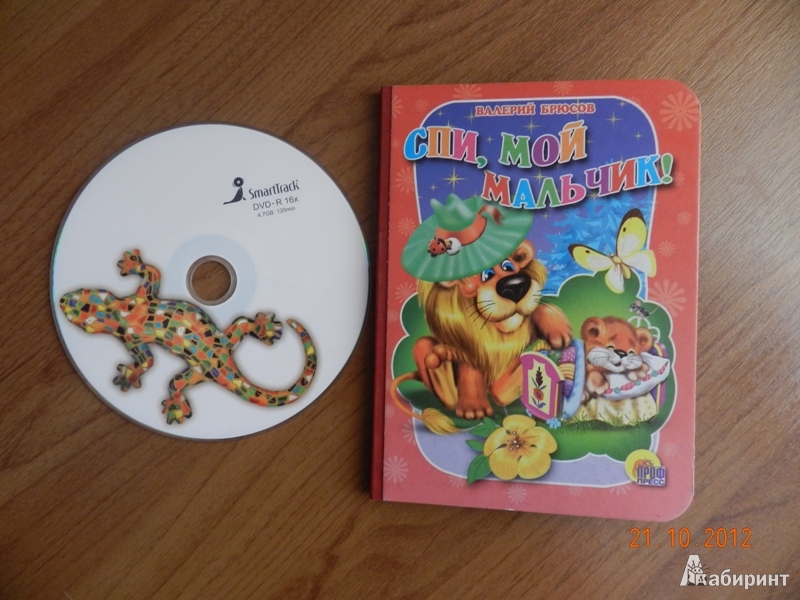 SmartTrack
DVD-R 16x
4.7GB 120min
ВАЛЕРИЙ БРЮСОВ
СПИ, МОЙ
МАЛЬЧИК!
ПРОФ
ПРЕСС
21.10.2012
Лабиринт